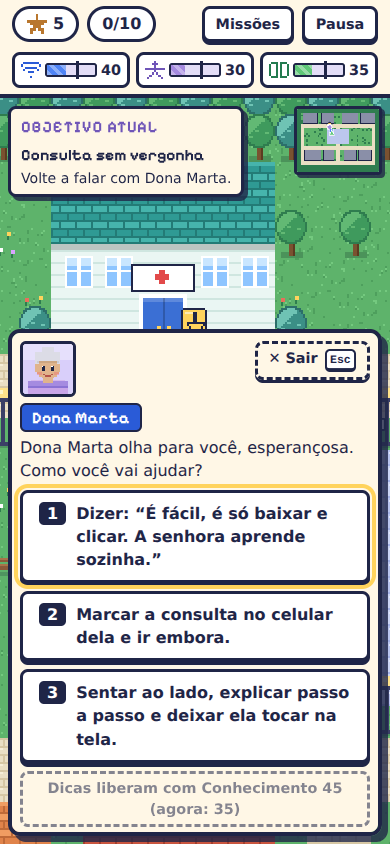 5
0/10
Missões
Pausa
40
30
35
OBJETIVO ATUAL
Consulta sem vergonha
Volte a falar com Dona Marta.
✕ Sair Esc
Dona Marta
Dona Marta olha para você, esperançosa.
Como você vai ajudar?
1 Dizer: “É fácil, é só baixar e
clicar. A senhora aprende
sozinha.”
2 Marcar a consulta no celular
dela e ir embora.
3 Sentar ao lado, explicar passo
a passo e deixar ela tocar na
tela.
Dicas liberam com Conhecimento 45
(agora: 35)